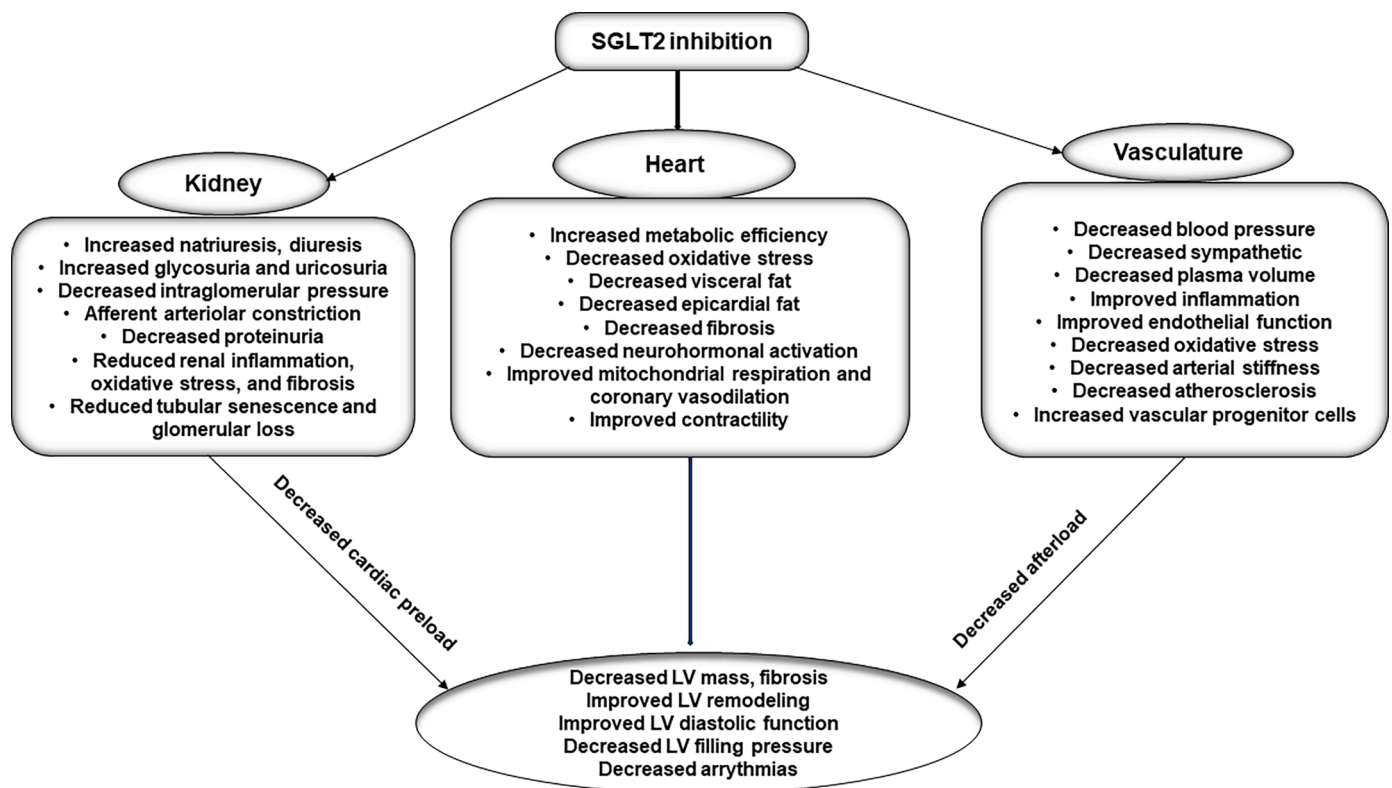 SGLT2 inhibition
Kidney
• Increased natriuresis, diuresis
• Increased glycosuria and uricosuria
• Decreased intraglomerular pressure
• Afferent arteriolar constriction
• Decreased proteinuria
• Reduced renal inflammation,
oxidative stress, and fibrosis
• Reduced tubular senescence and
glomerular loss
Heart
• Increased metabolic efficiency
• Decreased oxidative stress
• Decreased visceral fat
• Decreased epicardial fat
• Decreased fibrosis
• Decreased neurohormonal activation
• Improved mitochondrial respiration and
coronary vasodilation
• Improved contractility
Vasculature
• Decreased blood pressure
• Decreased sympathetic
• Decreased plasma volume
• Improved inflammation
• Improved endothelial function
• Decreased oxidative stress
• Decreased arterial stiffness
• Decreased atherosclerosis
• Increased vascular progenitor cells
Decreased cardiac preload
Decreased afterload
Decreased LV mass, fibrosis
Improved LV remodeling
Improved LV diastolic function
Decreased LV filling pressure
Decreased arrythmias